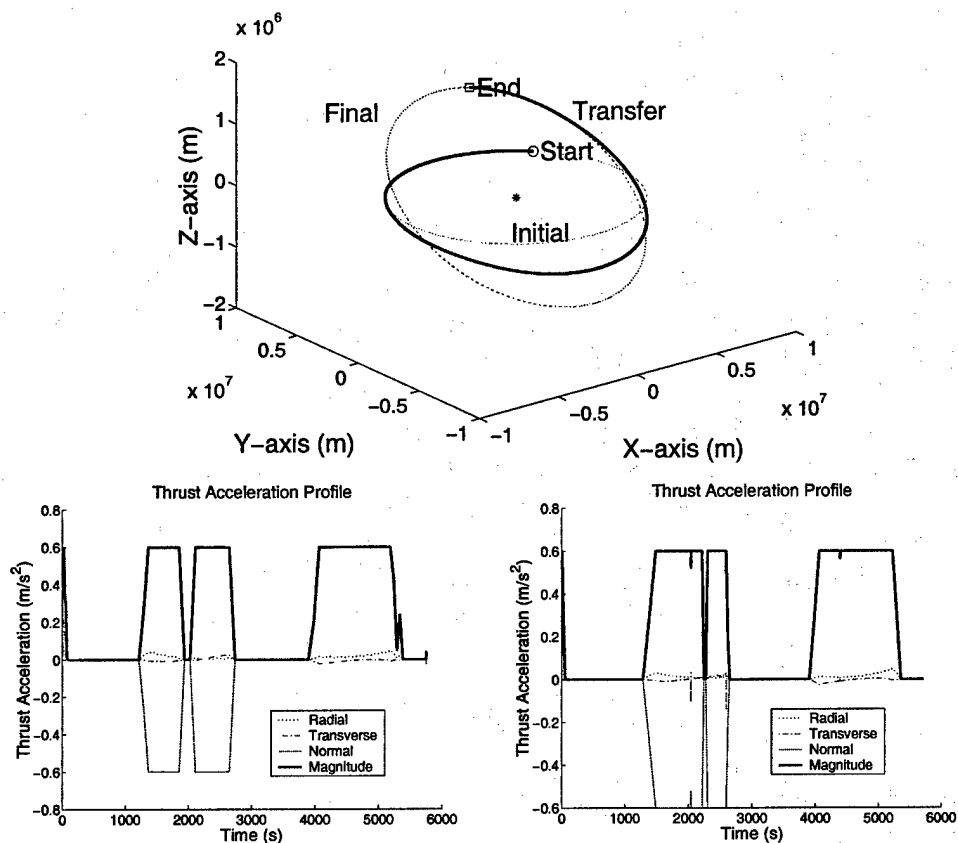 x 10^6
2
1
0
−1
−2
Z−axis (m)
Final
End
Transfer
Start
Initial
1
0.5
0
−0.5
−1
x 10^7
Y−axis (m)
−1
−0.5
0
0.5
1
x 10^7
X−axis (m)
Thrust Acceleration Profile
0.8
0.6
0.4
0.2
0
−0.2
−0.4
−0.6
−0.8
Thrust Acceleration (m/s^2)
Radial
Transverse
Normal
Magnitude
0 1000 2000 3000 4000 5000 6000
Time (s)
Thrust Acceleration Profile
0.8
0.6
0.4
0.2
0
−0.2
−0.4
−0.6
Thrust Acceleration (m/s^2)
Radial
Transverse
Normal
Magnitude
0 1000 2000 3000 4000 5000 6000
Time (s)